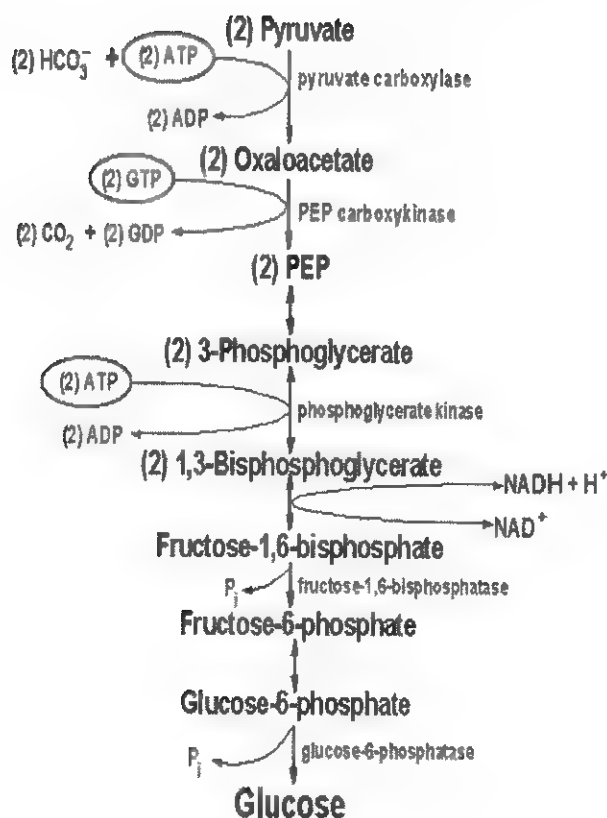 (2) Pyruvate
(2) HCO₃⁻ + (2) ATP
pyruvate carboxylase
(2) ADP
(2) Oxaloacetate
(2) GTP
PEP carboxykinase
(2) CO₂ + (2) GDP
(2) PEP
(2) 3-Phosphoglycerate
(2) ATP
phosphoglycerate kinase
(2) ADP
(2) 1,3-Bisphosphoglycerate
NADH + H⁺
NAD⁺
Fructose-1,6-bisphosphate
Pi
fructose-1,6-bisphosphatase
Fructose-6-phosphate
Glucose-6-phosphate
Pi
glucose-6-phosphatase
Glucose